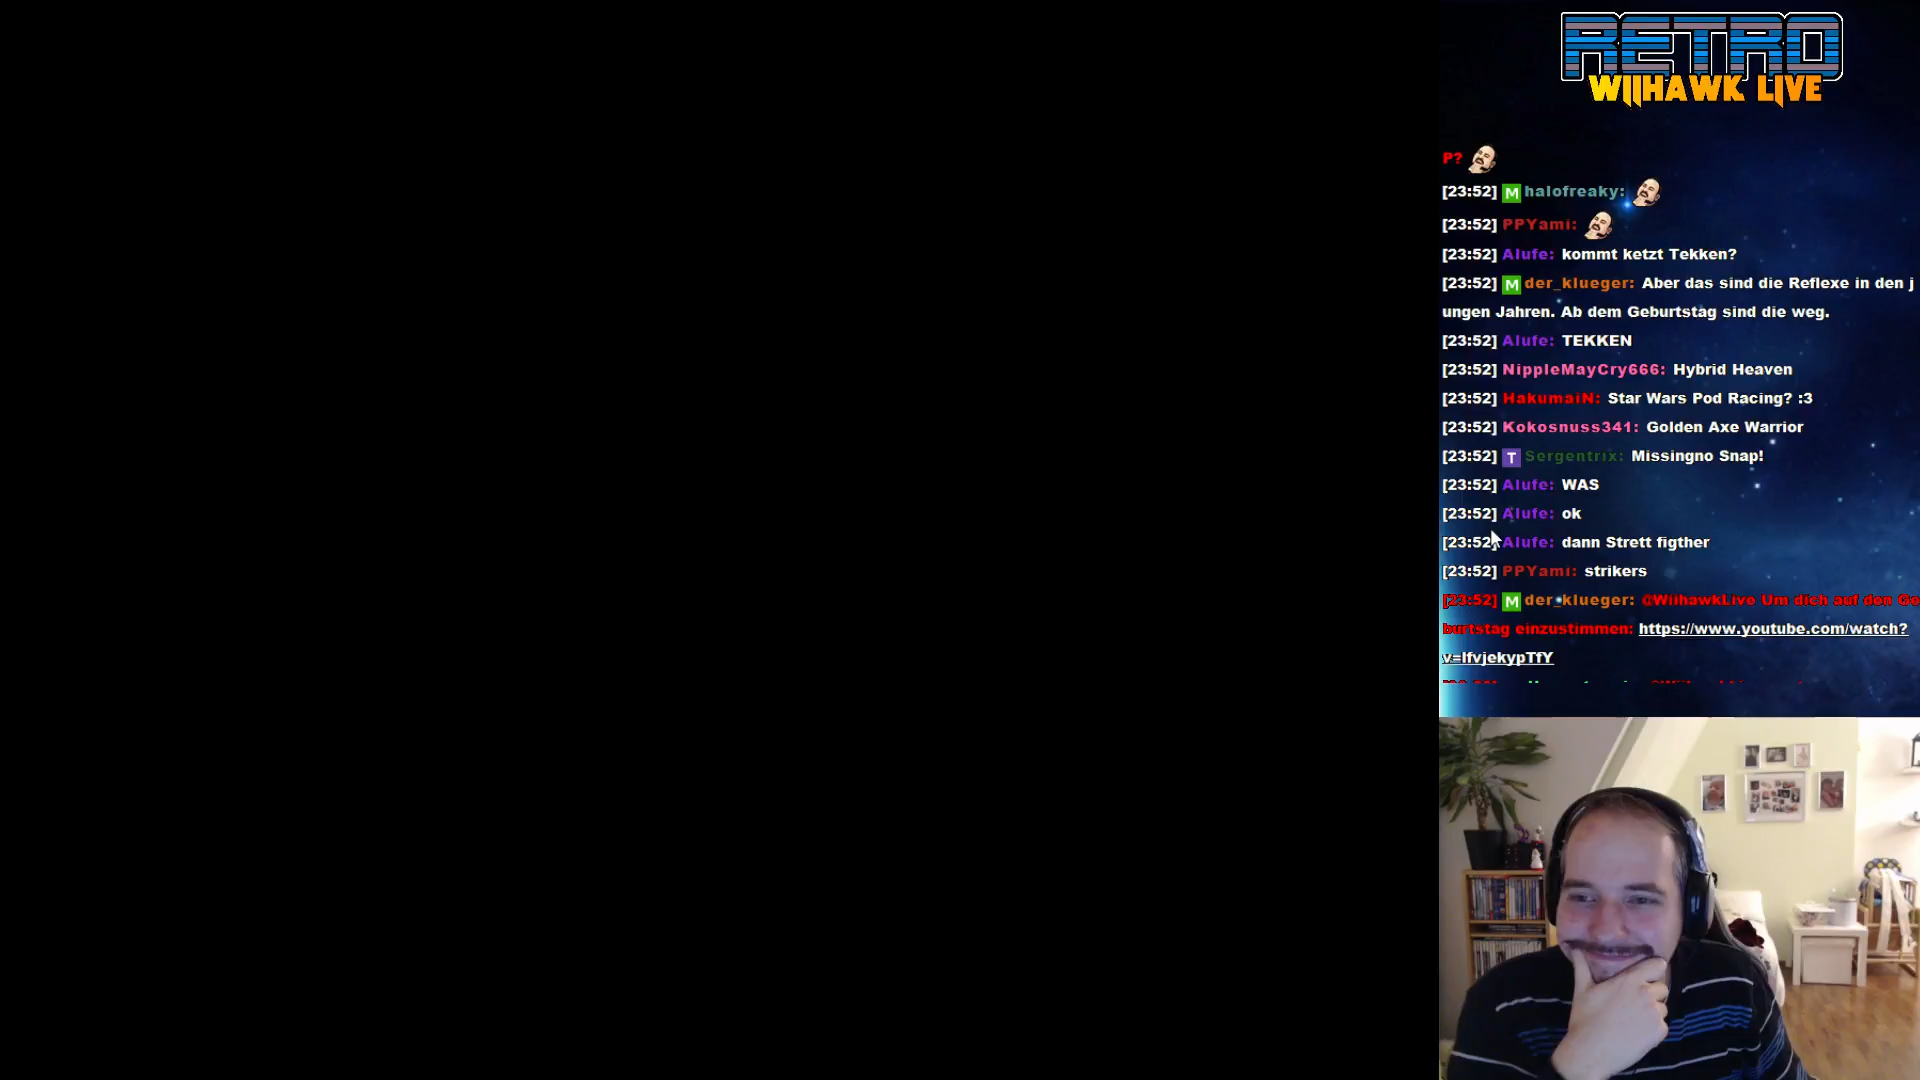 RETRO
WIIHAWK LIVE
P?
[23:52] M halofreaky:
[23:52] PPYami:
[23:52] Alufe: kommt ketzt Tekken?
[23:52] M der_klueger: Aber das sind die Reflexe in den j
ungen Jahren. Ab dem Geburtstag sind die weg.
[23:52] Alufe: TEKKEN
[23:52] NippleMayCry666: Hybrid Heaven
[23:52] HakumaiN: Star Wars Pod Racing? :3
[23:52] Kokosnuss341: Golden Axe Warrior
[23:52] T Sergentrix: Missingno Snap!
[23:52] Alufe: WAS
[23:52] Alufe: ok
[23:52] Alufe: dann Strett figther
[23:52] PPYami: strikers
[23:52] M der_klueger: @WiihawkLive Um dich auf den Ge
burtstag einzustimmen: https://www.youtube.com/watch?
v=lfvjekypTfY